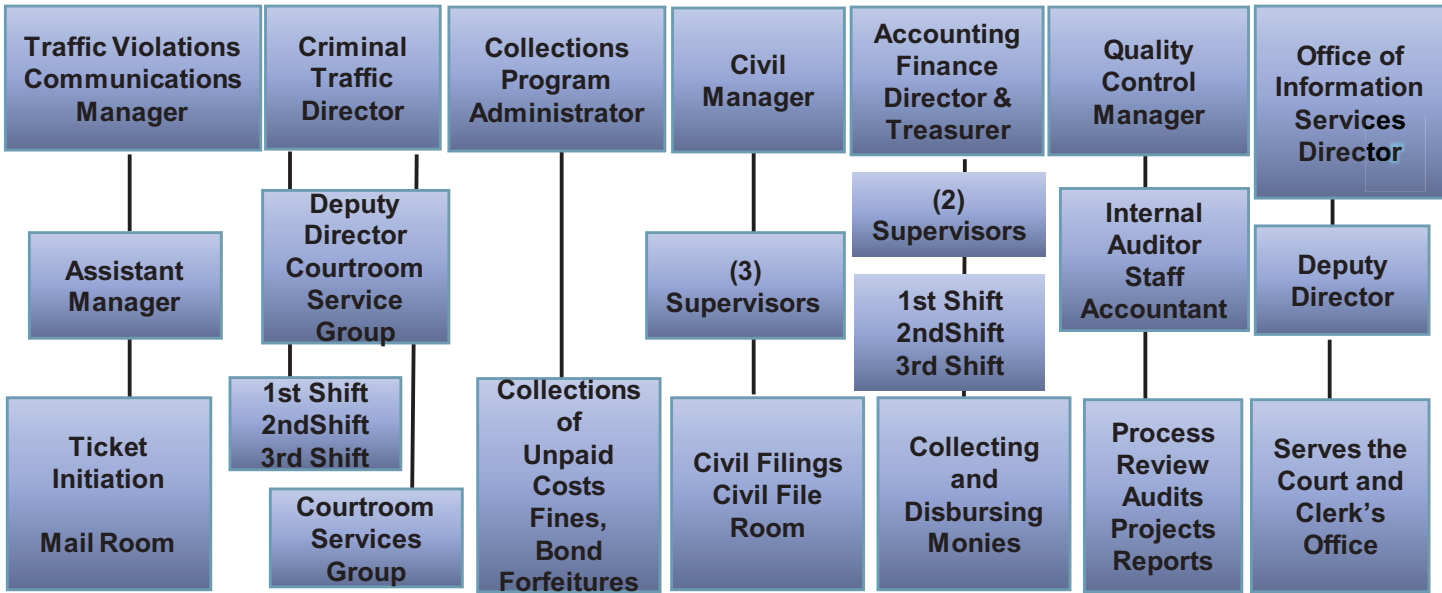 Traffic Violations
Communications
Manager
Assistant
Manager
Ticket
Initiation
Mail Room
Criminal
Traffic
Director
Deputy
Director
Courtroom
Service
Group
1st Shift
2ndShift
3rd Shift
Courtroom
Services
Group
Collections
Program
Administrator
Collections
of
Unpaid
Costs
Fines,
Bond
Forfeitures
Civil
Manager
(3)
Supervisors
Civil Filings
Civil File
Room
Accounting
Finance
Director &
Treasurer
(2)
Supervisors
1st Shift
2ndShift
3rd Shift
Collecting
and
Disbursing
Monies
Quality
Control
Manager
Internal
Auditor
Staff
Accountant
Process
Review
Audits
Projects
Reports
Office of
Information
Services
Director
Deputy
Director
Serves the
Court and
Clerk’s
Office